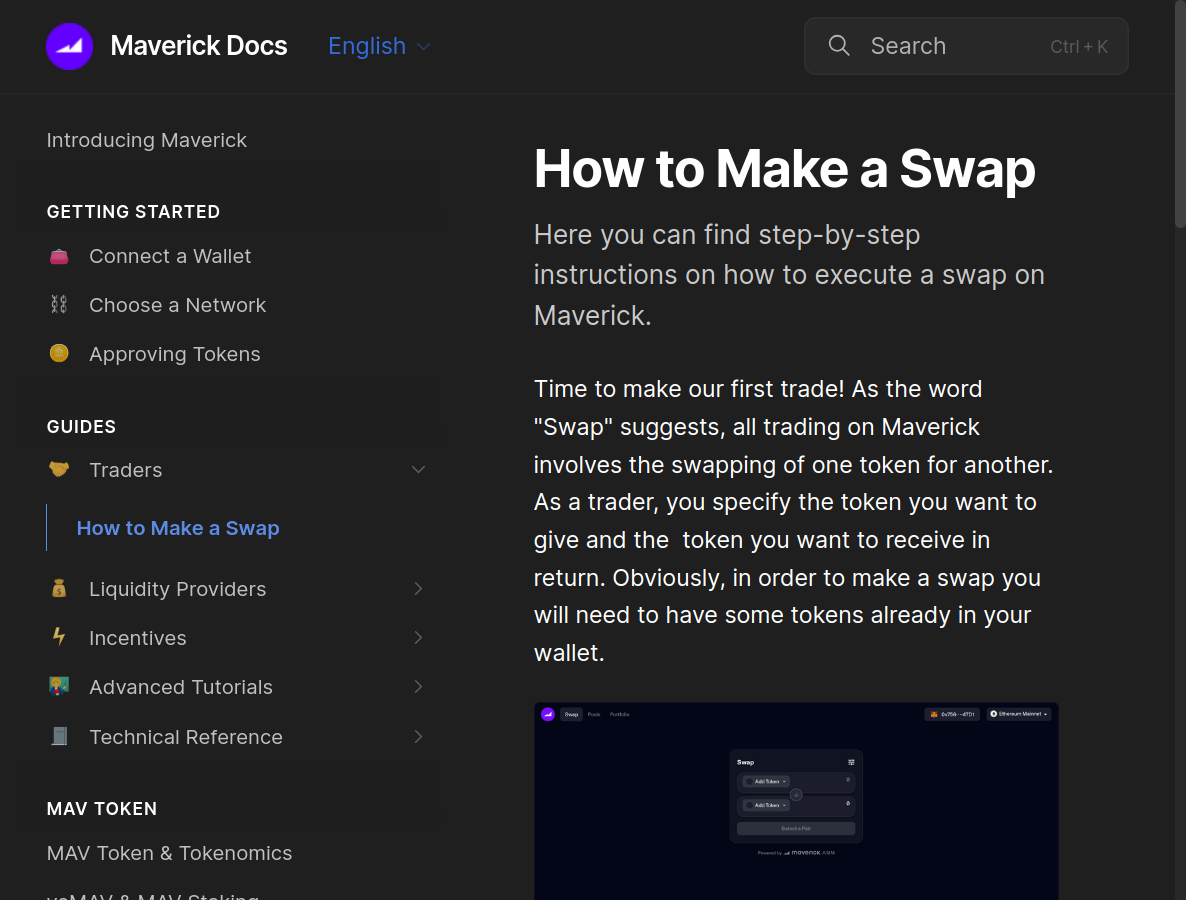 Maverick Docs
English
Search
Ctrl + K
Introducing Maverick
GETTING STARTED
Connect a Wallet
Choose a Network
Approving Tokens
GUIDES
Traders
How to Make a Swap
Liquidity Providers
Incentives
Advanced Tutorials
Technical Reference
MAV TOKEN
MAV Token & Tokenomics
veMAV & MAV Staking
How to Make a Swap
Here you can find step-by-step
instructions on how to execute a swap on
Maverick.
Time to make our first trade! As the word
"Swap" suggests, all trading on Maverick
involves the swapping of one token for another.
As a trader, you specify the token you want to
give and the  token you want to receive in
return. Obviously, in order to make a swap you
will need to have some tokens already in your
wallet.
Swap
Pools
Portfolio
Ethereum Mainnet
Swap
Add Token
0
Add Token
0
Select a Pair
Powered by maverick AMM